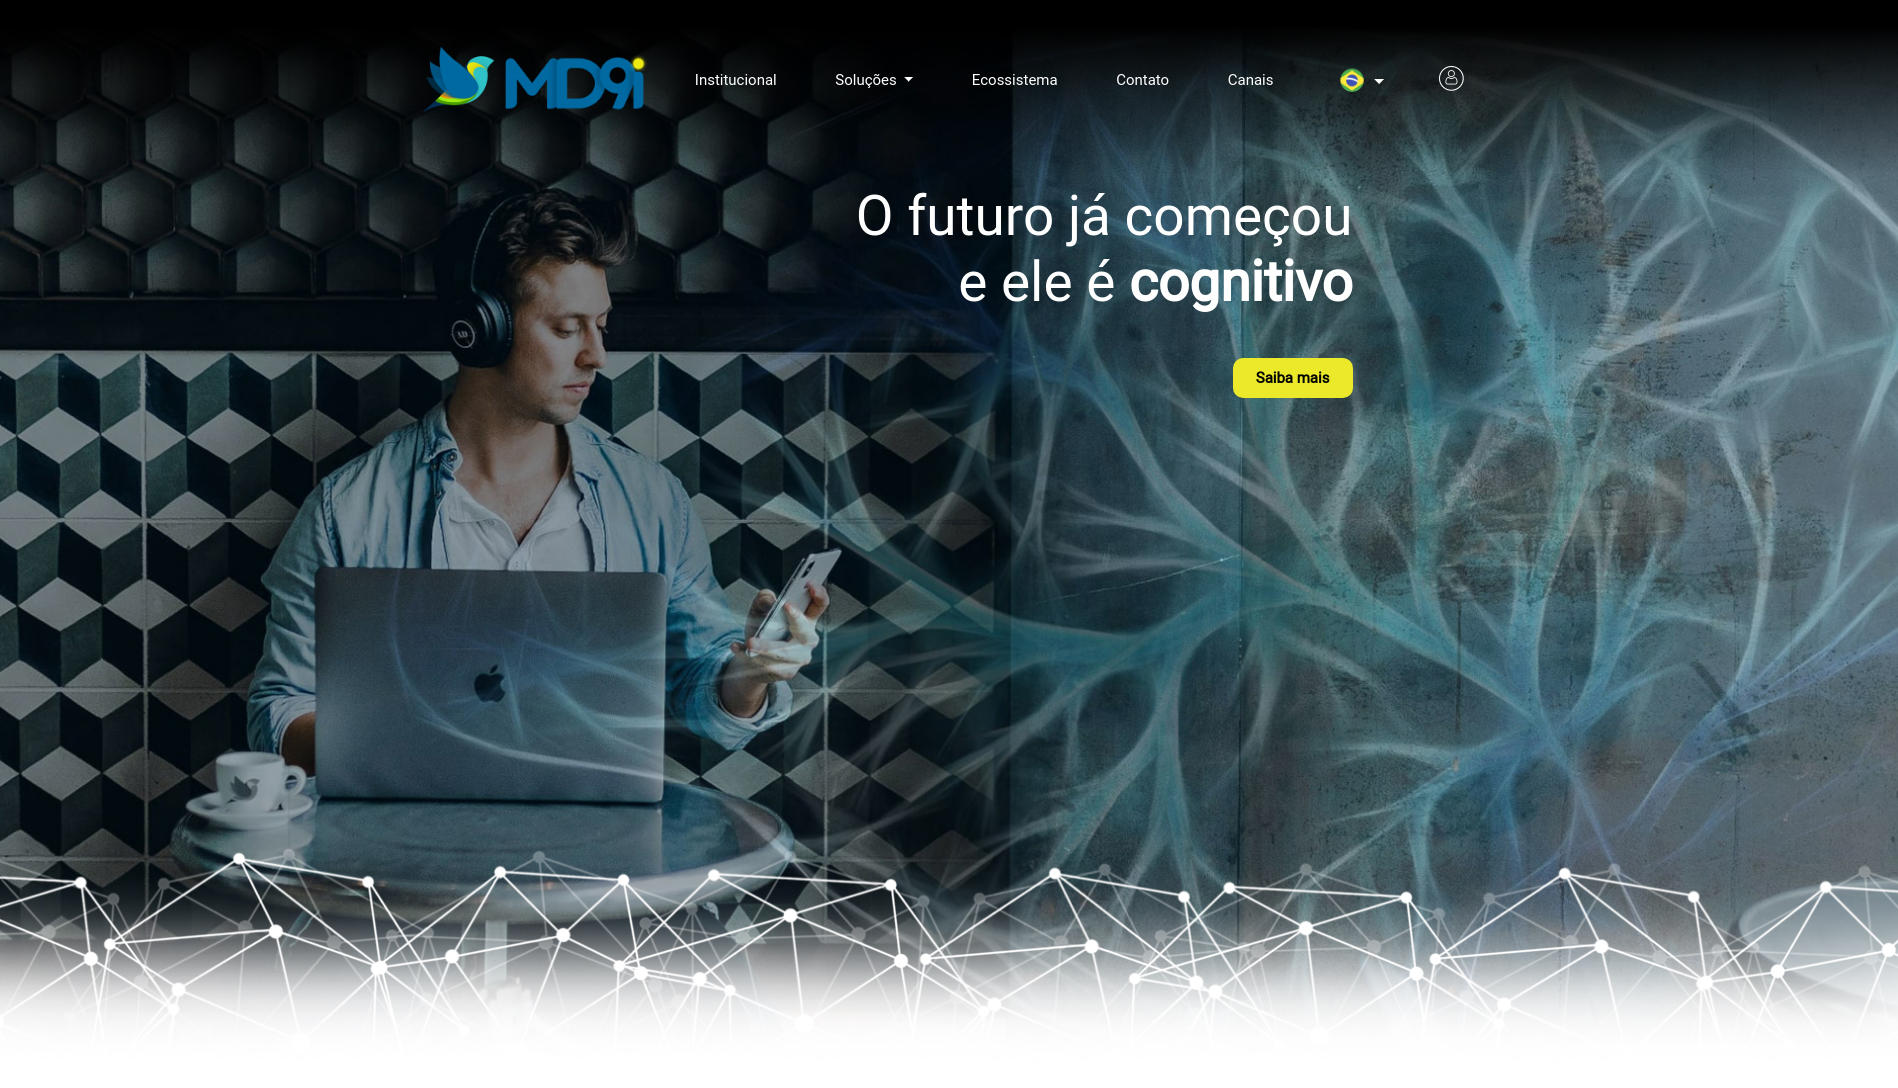 MD9i
Institucional
Soluções
Ecossistema
Contato
Canais
O futuro já começou
e ele é cognitivo
Saiba mais